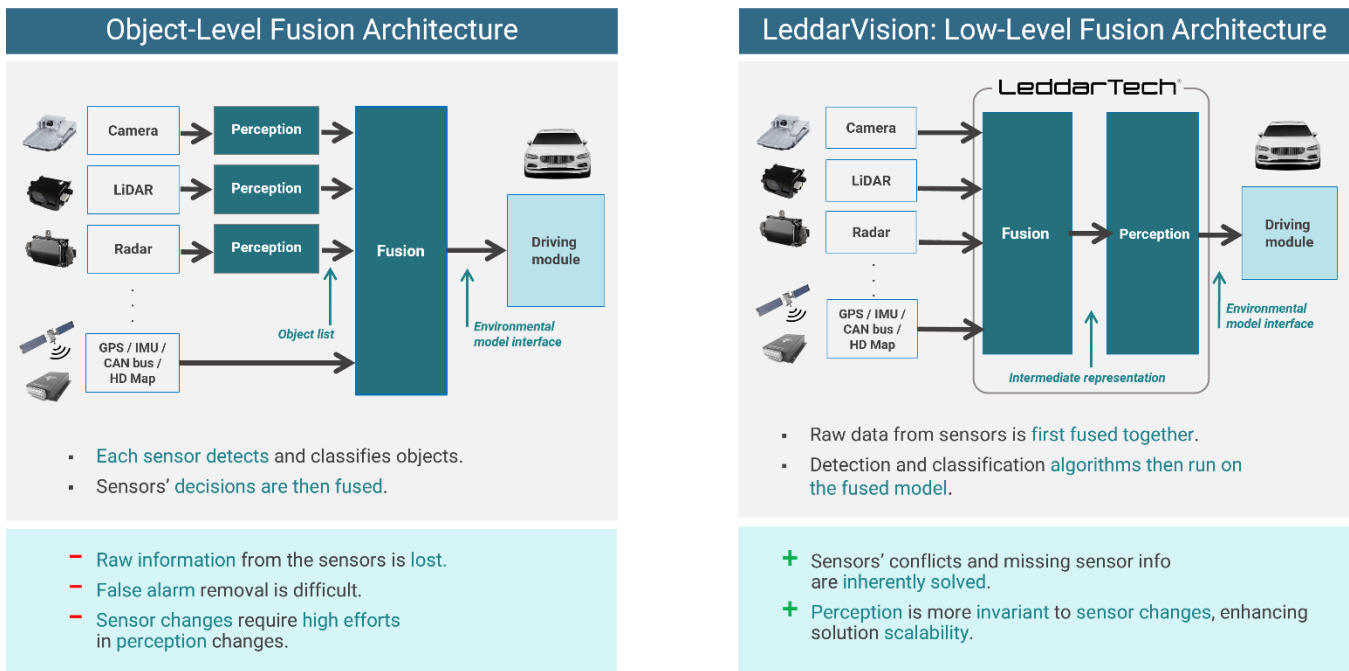 Object-Level Fusion Architecture
Camera
Perception
LiDAR
Perception
Radar
Perception
Fusion
Driving
module
.
.
.
Object list
Environmental
model interface
GPS / IMU /
CAN bus /
HD Map
▪ Each sensor detects and classifies objects.
▪ Sensors’ decisions are then fused.
− Raw information from the sensors is lost.
− False alarm removal is difficult.
− Sensor changes require high efforts
in perception changes.
LeddarVision: Low-Level Fusion Architecture
LeddarTech®
Camera
LiDAR
Radar
Fusion
Perception
Driving
module
.
.
.
GPS / IMU /
CAN bus /
HD Map
Environmental
model interface
Intermediate representation
▪ Raw data from sensors is first fused together.
▪ Detection and classification algorithms then run on
the fused model.
+ Sensors’ conflicts and missing sensor info
are inherently solved.
+ Perception is more invariant to sensor changes, enhancing
solution scalability.